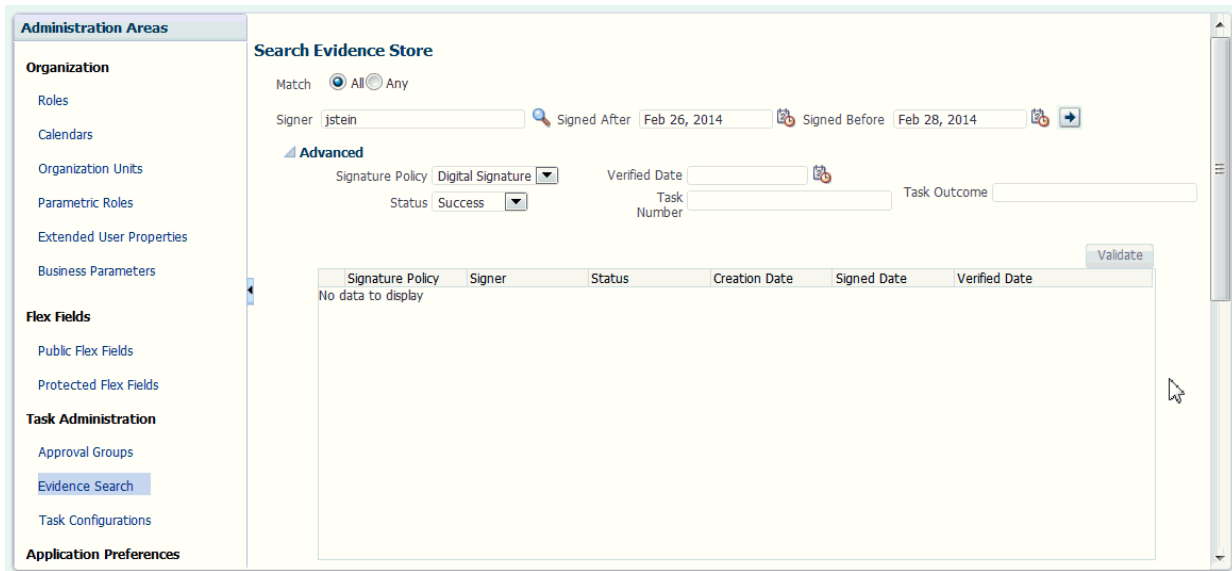 Administration Areas
Organization
Roles
Calendars
Organization Units
Parametric Roles
Extended User Properties
Business Parameters
Flex Fields
Public Flex Fields
Protected Flex Fields
Task Administration
Approval Groups
Evidence Search
Task Configurations
Application Preferences
Search Evidence Store
Match All Any
Signer jstein Signed After Feb 26, 2014 Signed Before Feb 28, 2014
Advanced
Signature Policy Digital Signature Verified Date
Status Success Task Number Task Outcome
Validate
Signature Policy Signer Status Creation Date Signed Date Verified Date
No data to display